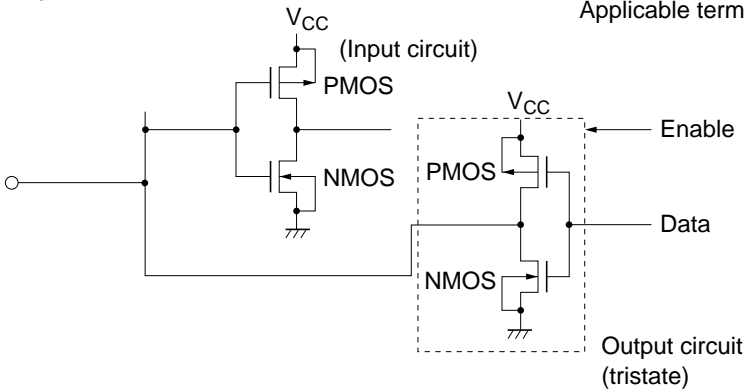 Applicable term
VCC
(Input circuit)
PMOS
VCC
Enable
PMOS
NMOS
Data
NMOS
Output circuit
(tristate)